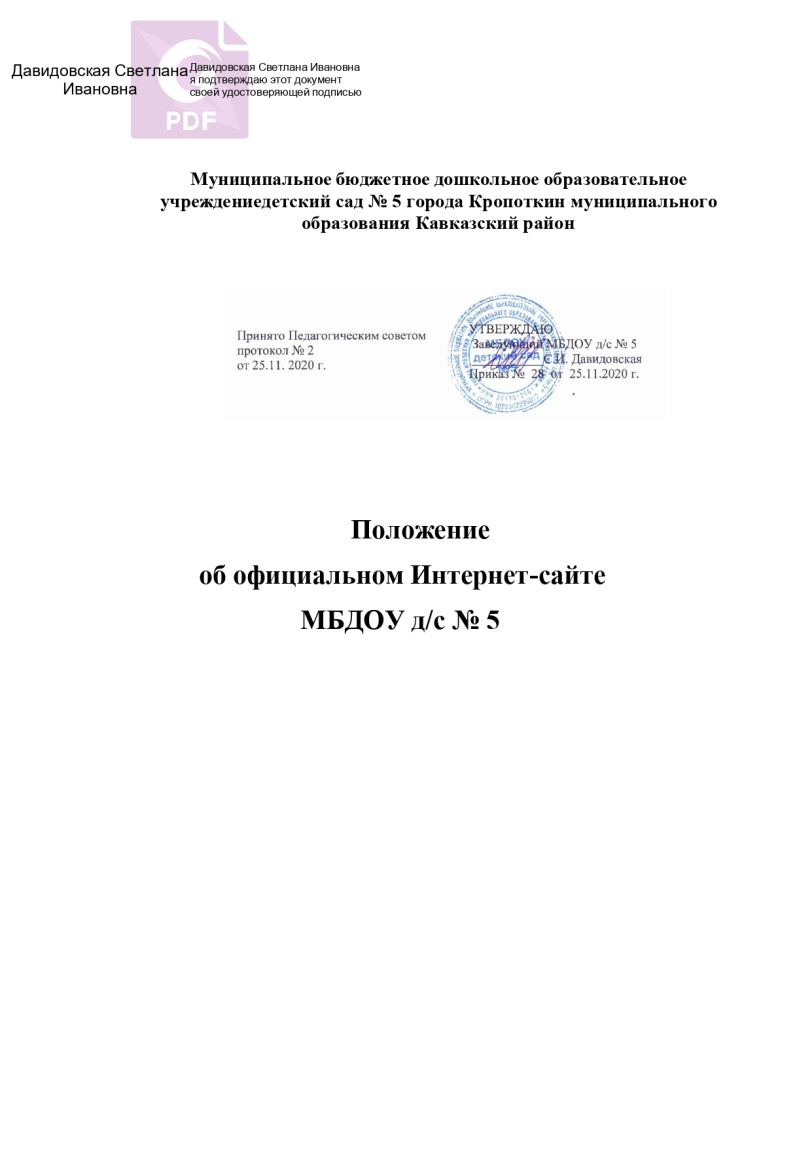 Давидовская Светлана
Ивановна
Давидовская Светлана Ивановна
я подтверждаю этот документ
своей удостоверяющей подписью
PDF
Муниципальное бюджетное дошкольное образовательное
учреждениедетский сад № 5 города Кропоткин муниципального
образования Кавказский район
Принято Педагогическим советом
протокол № 2
от 25.11. 2020 г.
УТВЕРЖДАЮ
Заведующий МБДОУ д/с № 5
С.И. Давидовская
Приказ № 28 от 25.11.2020 г.
МБДОУ
детский сад
Положение
об официальном Интернет-сайте
МБДОУ д/с № 5